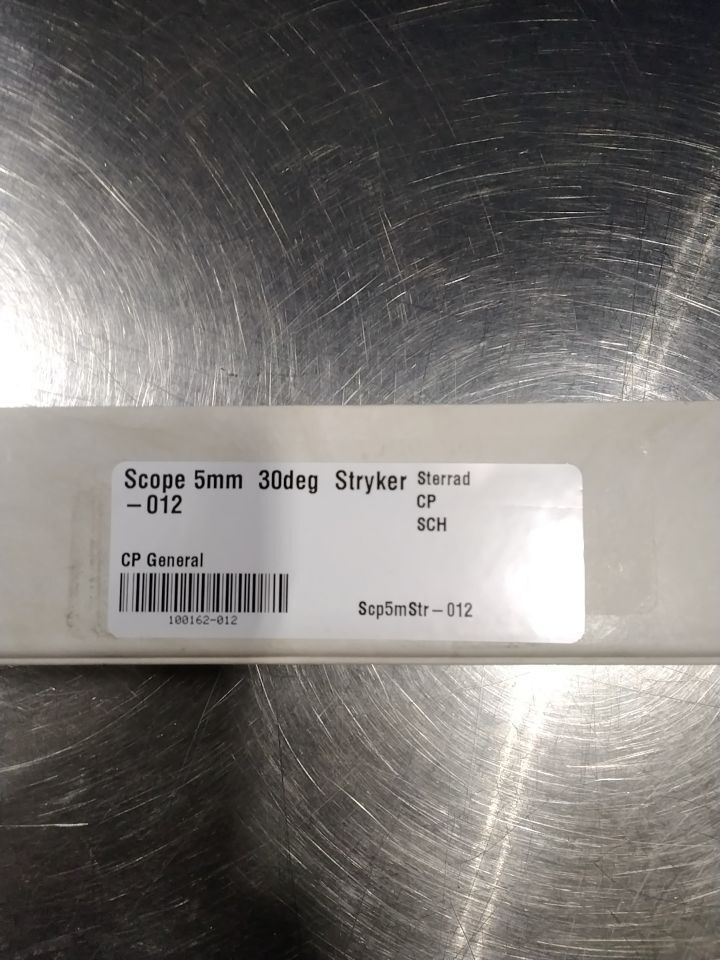 Scope 5mm 30deg Stryker
-012
Sterrad
CP
SCH
CP General
100162-012
Scp5mStr-012